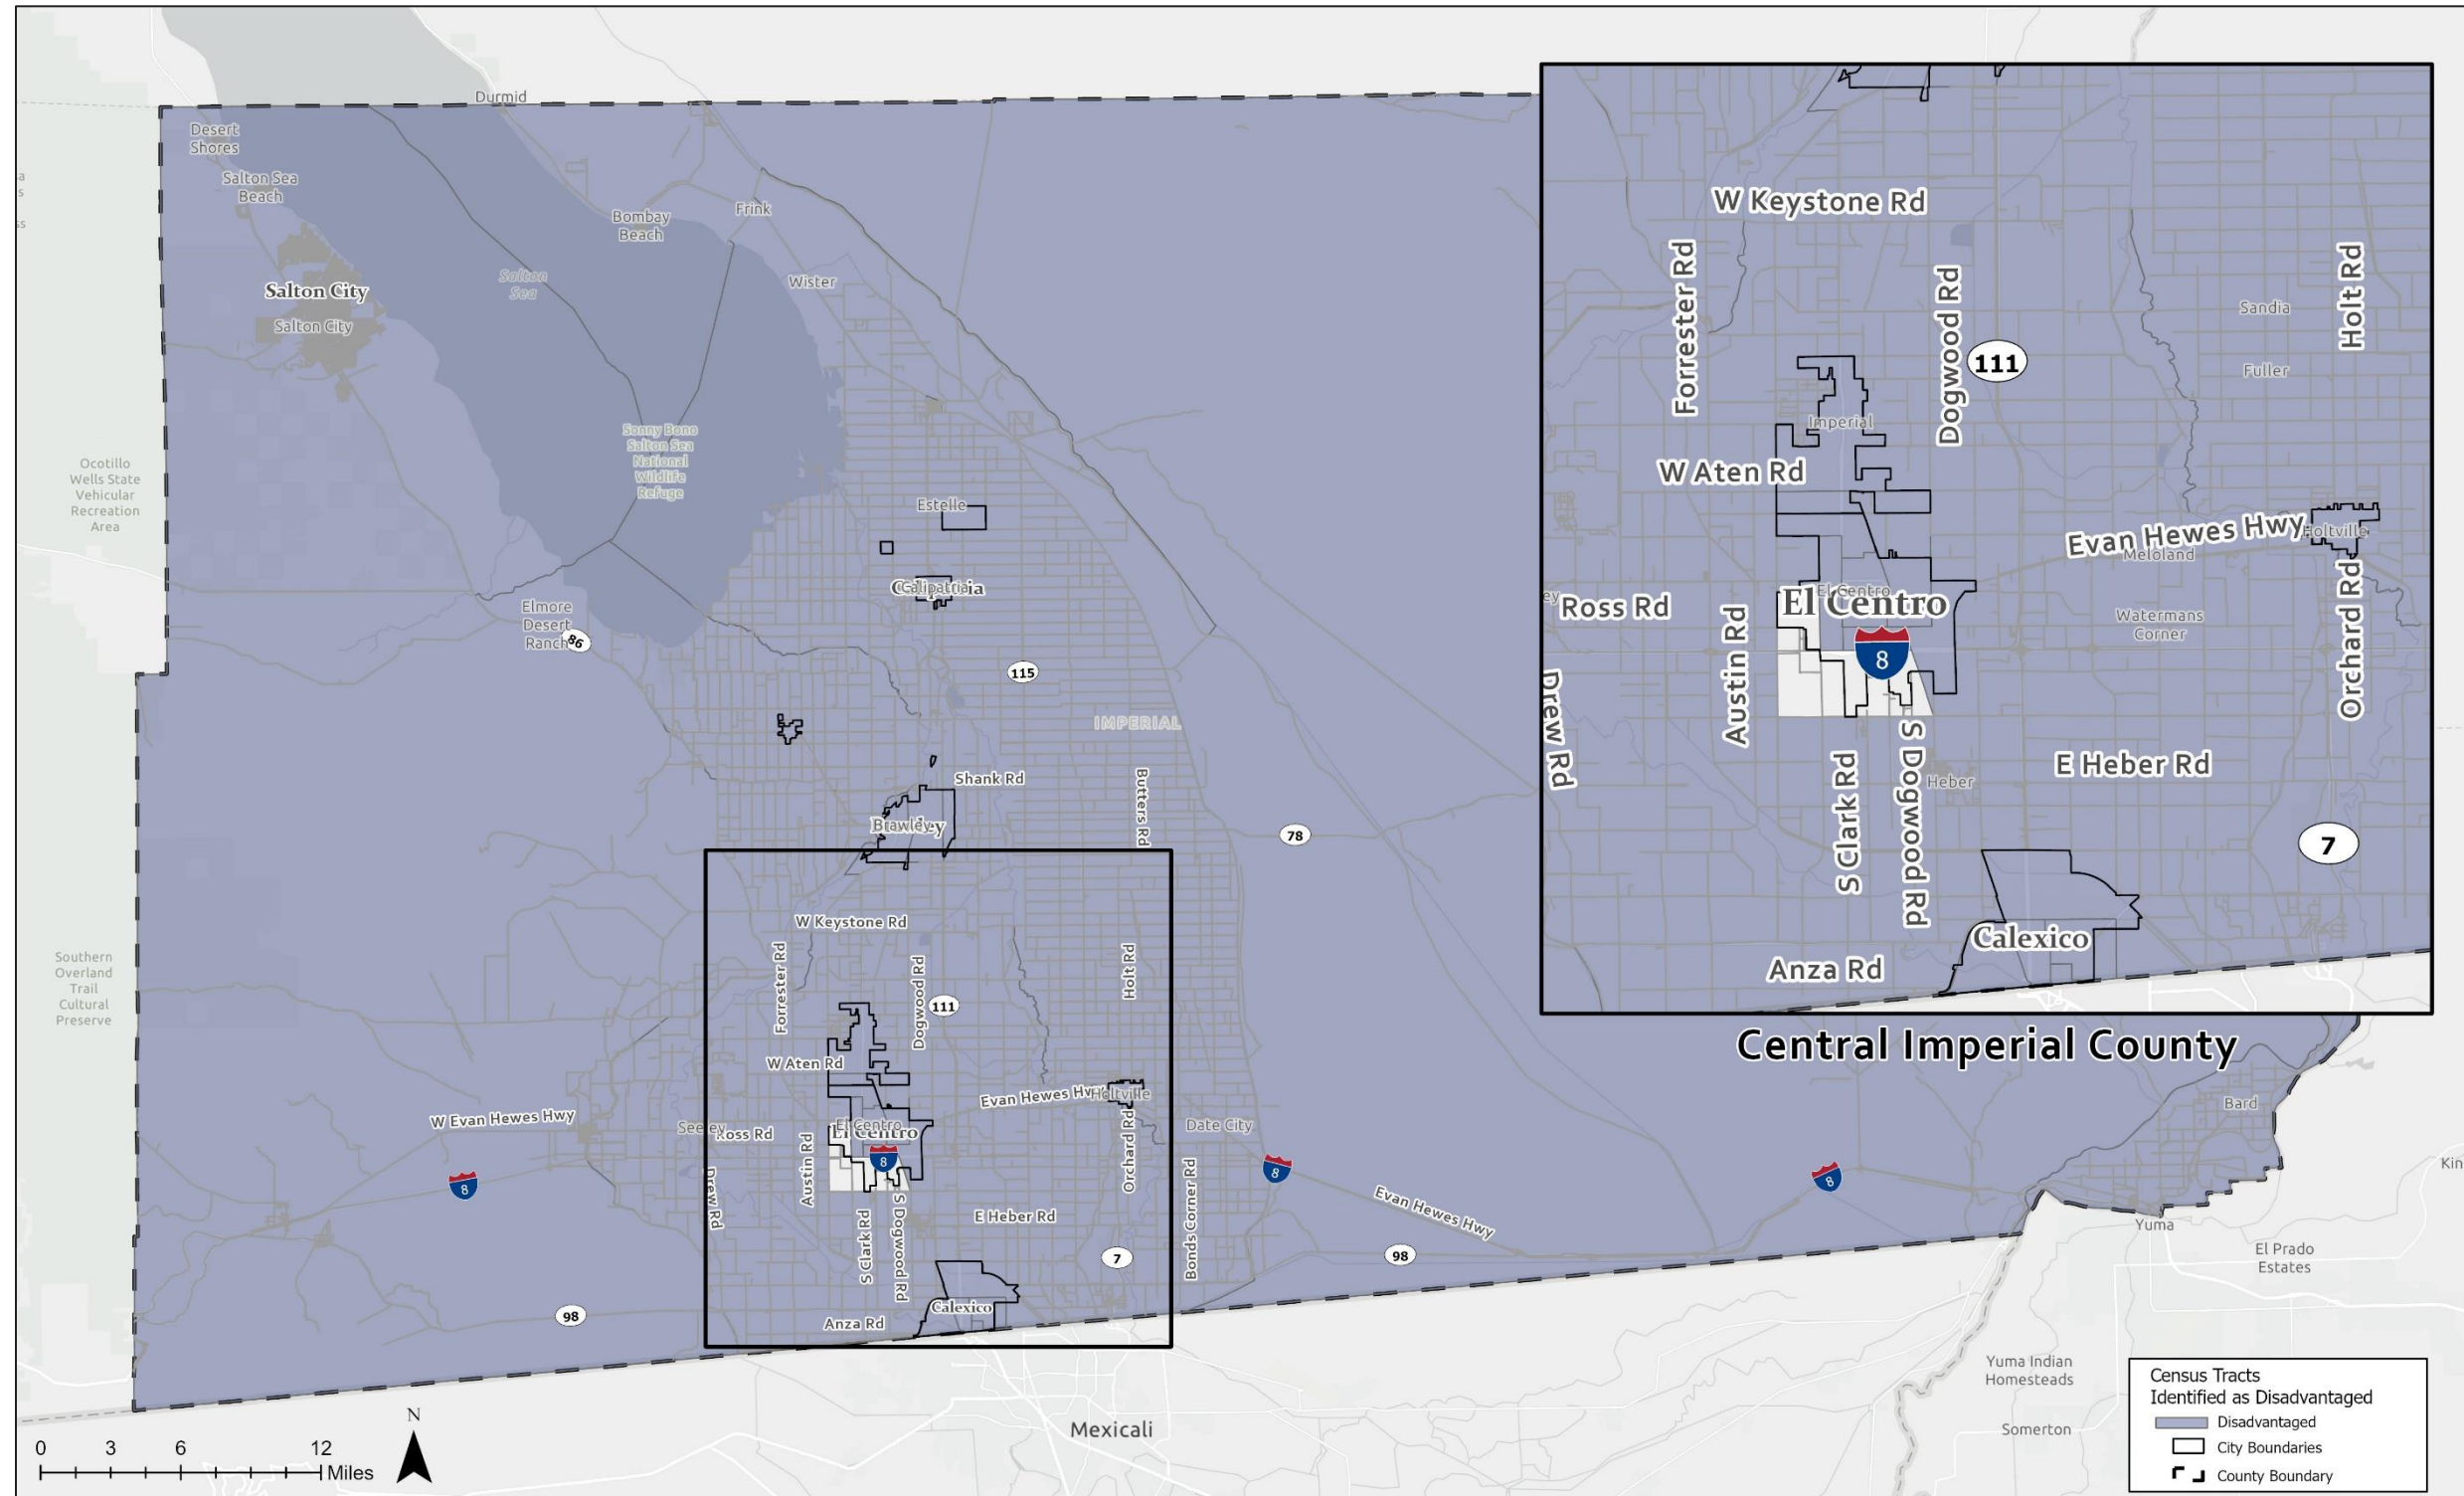 Durmid
Desert
Shores
Salton Sea
Beach
Bombay
Beach
Frink
Wister
Salton
Sea
Salton City
Salton City
Sonny Bono
Salton Sea
National
Wildlife
Refuge
Ocotillo
Wells State
Vehicular
Recreation
Area
Estelle
Calipatria
Calipatria
Elmore
Desert
Ranch
86
115
IMPERIAL
Shank Rd
Butters Rd
Brawley
Brawley
78
W Keystone Rd
Forrester Rd
Dogwood Rd
111
Holt Rd
W Aten Rd
Evan Hewes Hwy
Holtville
W Evan Hewes Hwy
Seeley
Ross Rd
El Centro
El Centro
Date City
8
8
8
8
Drew Rd
Austin Rd
Orchard Rd
Bonds Corner Rd
Evan Hewes Hwy
S Clark Rd
S Dogwood Rd
E Heber Rd
7
98
98
Calexico
Anza Rd
Southern
Overland
Trail
Cultural
Preserve
W Keystone Rd
Forrester Rd
Dogwood Rd
Holt Rd
Sandia
111
Fuller
Imperial
W Aten Rd
Evan Hewes Hwy
Holtville
Meloland
El Centro
El Centro
ey
Ross Rd
Watermans
Corner
Austin Rd
8
Orchard Rd
Drew Rd
S Clark Rd
S Dogwood Rd
Heber
E Heber Rd
7
Calexico
Anza Rd
Central Imperial County
Bard
Kin
Yuma
El Prado
Estates
Yuma Indian
Homesteads
Somerton
Mexicali
N
0 3 6 12
Miles
Census Tracts
Identified as Disadvantaged
Disadvantaged
City Boundaries
County Boundary